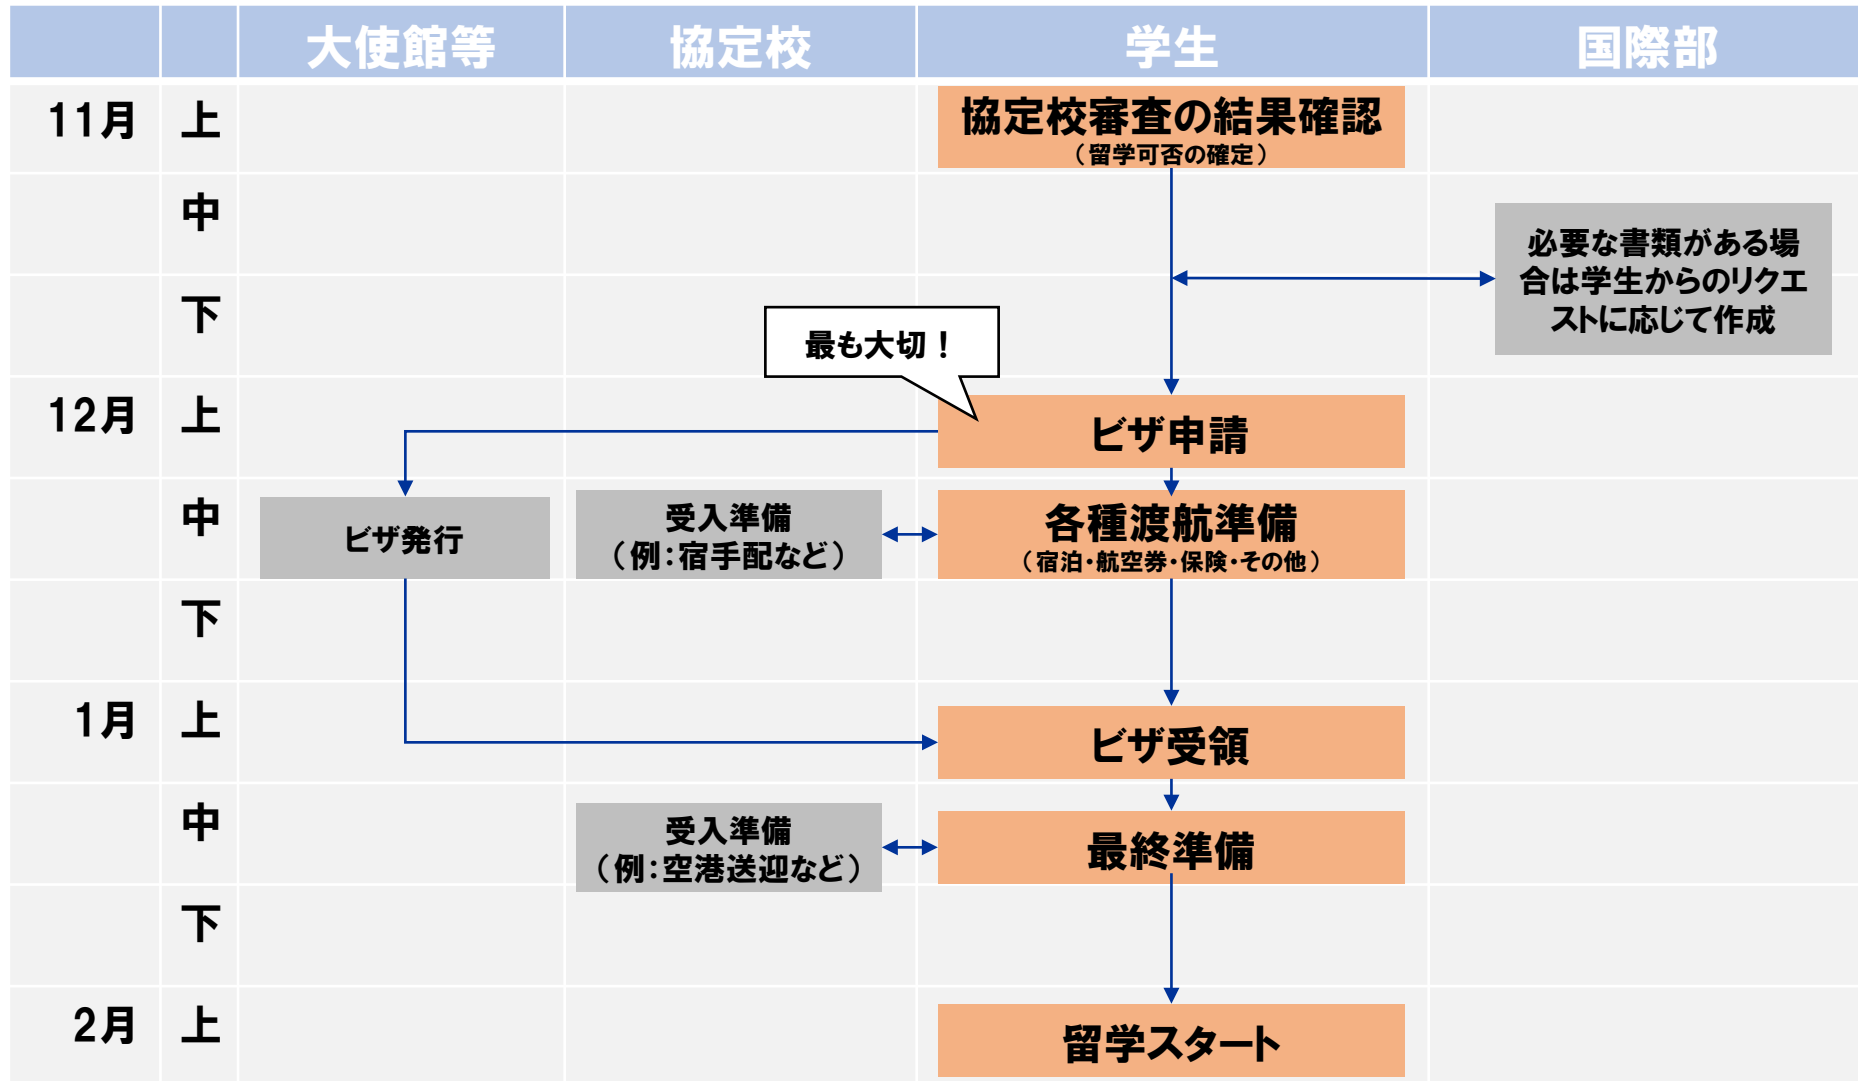 大使館等
協定校
学生
国際部
11月
上
協定校審査の結果確認
（留学可否の確定）
中
必要な書類がある場
合は学生からのリクエ
ストに応じて作成
下
最も大切！
12月
上
ビザ申請
中
ビザ発行
受入準備
（例：宿手配など）
各種渡航準備
（宿泊・航空券・保険・その他）
下
1月
上
ビザ受領
中
受入準備
（例：空港送迎など）
最終準備
下
2月
上
留学スタート